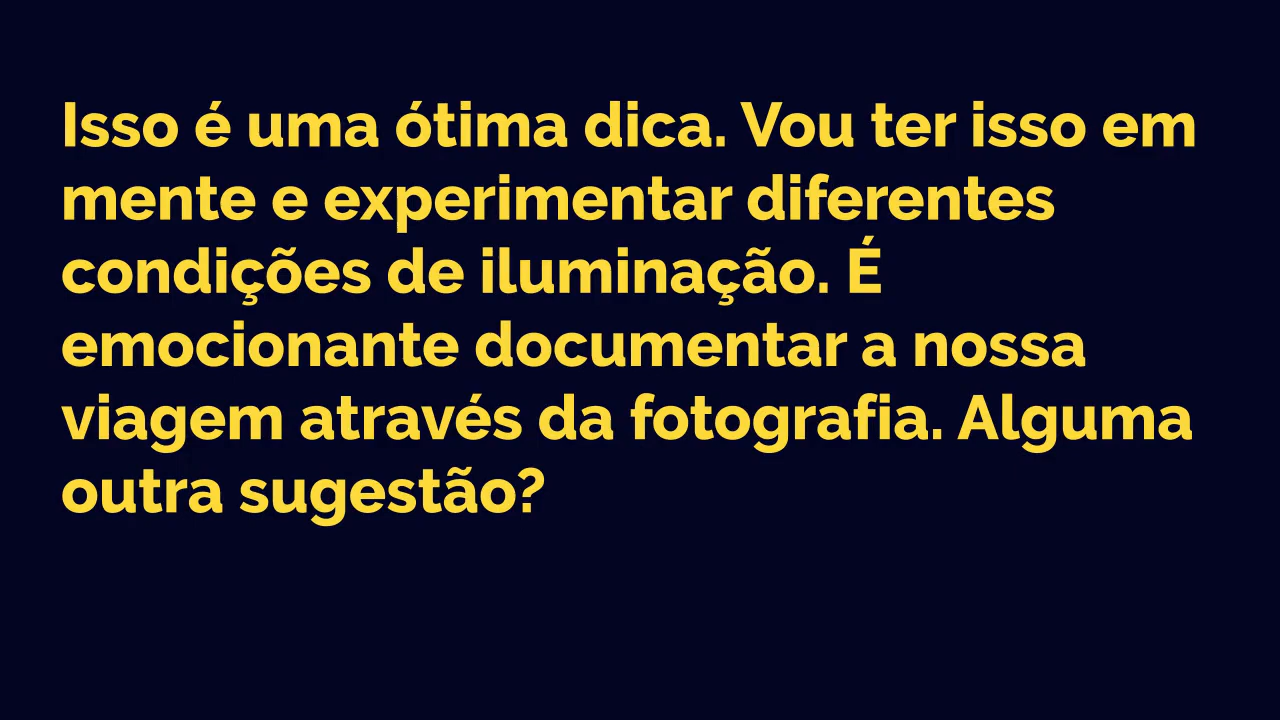 Isso é uma ótima dica. Vou ter isso em
mente e experimentar diferentes
condições de iluminação. É
emocionante documentar a nossa
viagem através da fotografia. Alguma
outra sugestão?